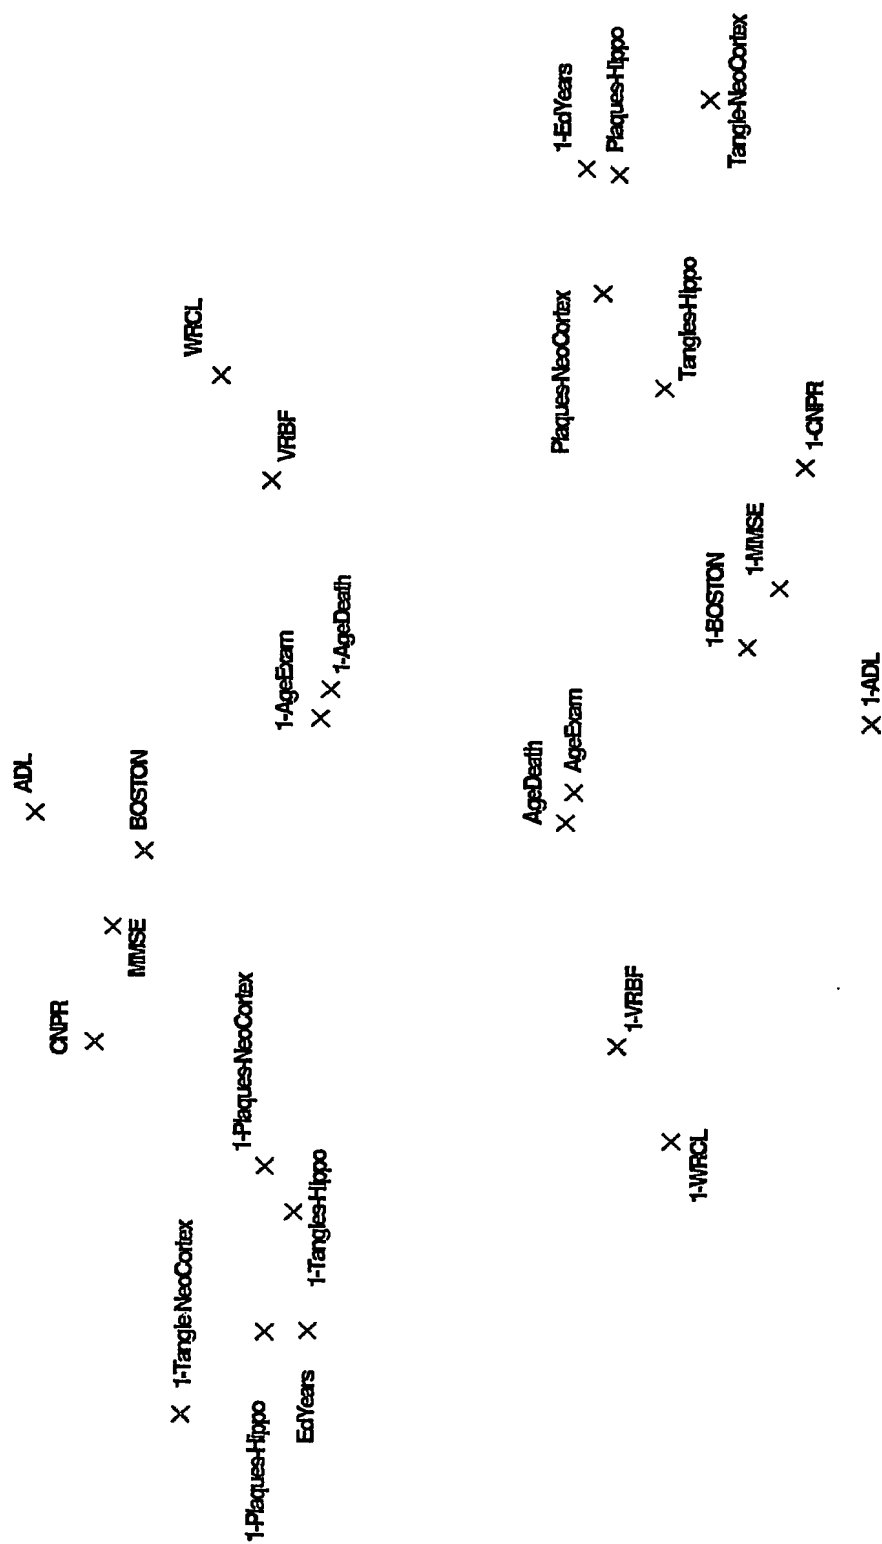 ADL
CNPR
MMSE
BOSTON
WRCL
VRBF
1-AgeExam
1-AgeDeath
1-Plaques-NeoCortex
1-Tangles-Hippo
1-Tangle-NeoCortex
1-Plaques-Hippo
EdYears
1-EdYears
Plaques-Hippo
Tangle-NeoCortex
Plaques-NeoCortex
Tangles-Hippo
1-CNPR
1-MMSE
1-BOSTON
1-ADL
AgeDeath
AgeExam
1-VRBF
1-WRCL